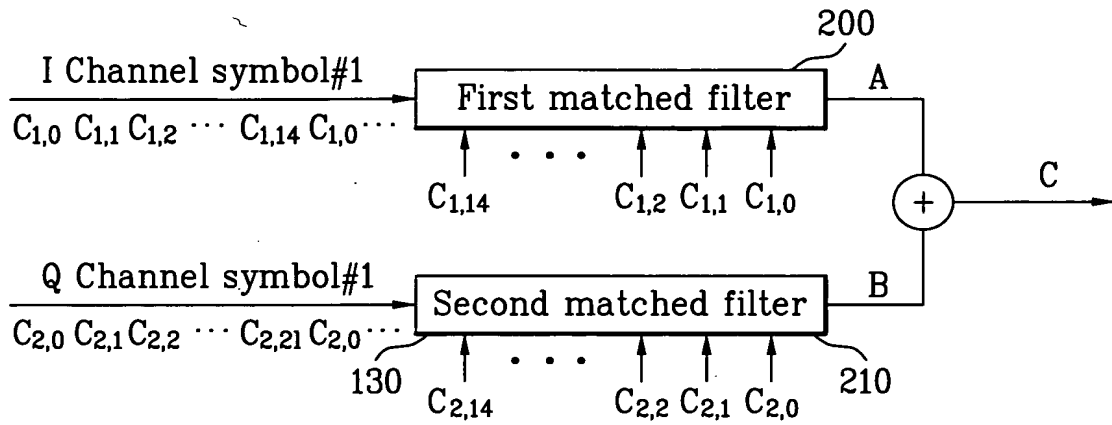 200
I Channel symbol#1
First matched filter
A
C1,0 C1,1 C1,2 ··· C1,14 C1,0 ···
C1,14 ··· C1,2 C1,1 C1,0
+
C
Q Channel symbol#1
Second matched filter
B
C2,0 C2,1 C2,2 ··· C2,21 C2,0 ···
130
C2,14 ··· C2,2 C2,1 C2,0
210